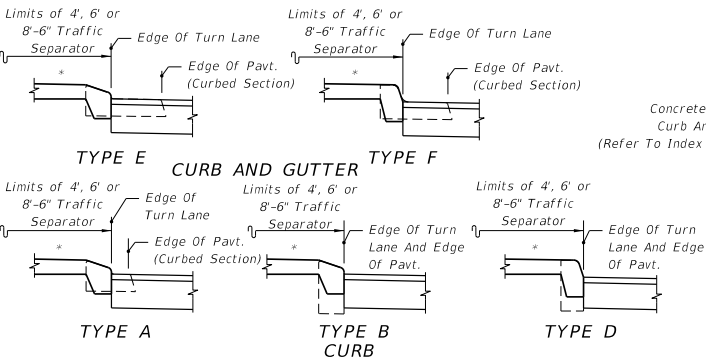 Limits of 4', 6' or
8'-6" Traffic
Separator
Edge Of Turn Lane
Edge Of Pavt.
(Curbed Section)
*
TYPE E
Limits of 4', 6' or
8'-6" Traffic
Separator
Edge Of Turn Lane
Edge Of Pavt.
(Curbed Section)
*
TYPE F
CURB AND GUTTER
Concrete
Curb An
(Refer To Index
Limits of 4', 6' or
8'-6" Traffic
Separator
Edge Of
Turn Lane
Edge Of Pavt.
(Curbed Section)
*
TYPE A
Limits of 4', 6' or
8'-6" Traffic
Separator
Edge Of Turn
Lane And Edge
Of Pavt.
*
TYPE B
Limits of 4', 6' or
8'-6" Traffic
Separator
Edge Of Turn
Lane And Edge
Of Pavt.
*
TYPE D
CURB